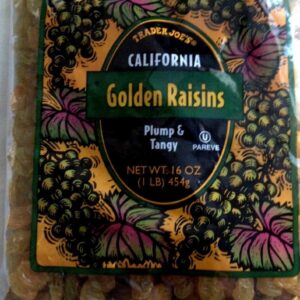 TRADER JOE'S
CALIFORNIA
Golden Raisins
Plump &
Tangy
U
PAREVE
NET WT. 16 OZ
(1 LB) 454g